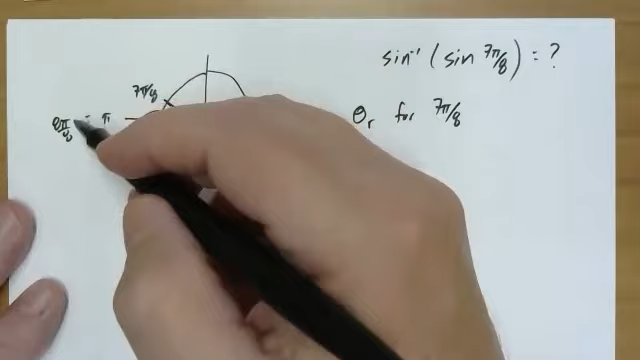 sin⁻¹ (sin 7π/8) = ?
7π/8
8π/8 = π
θr for 7π/8